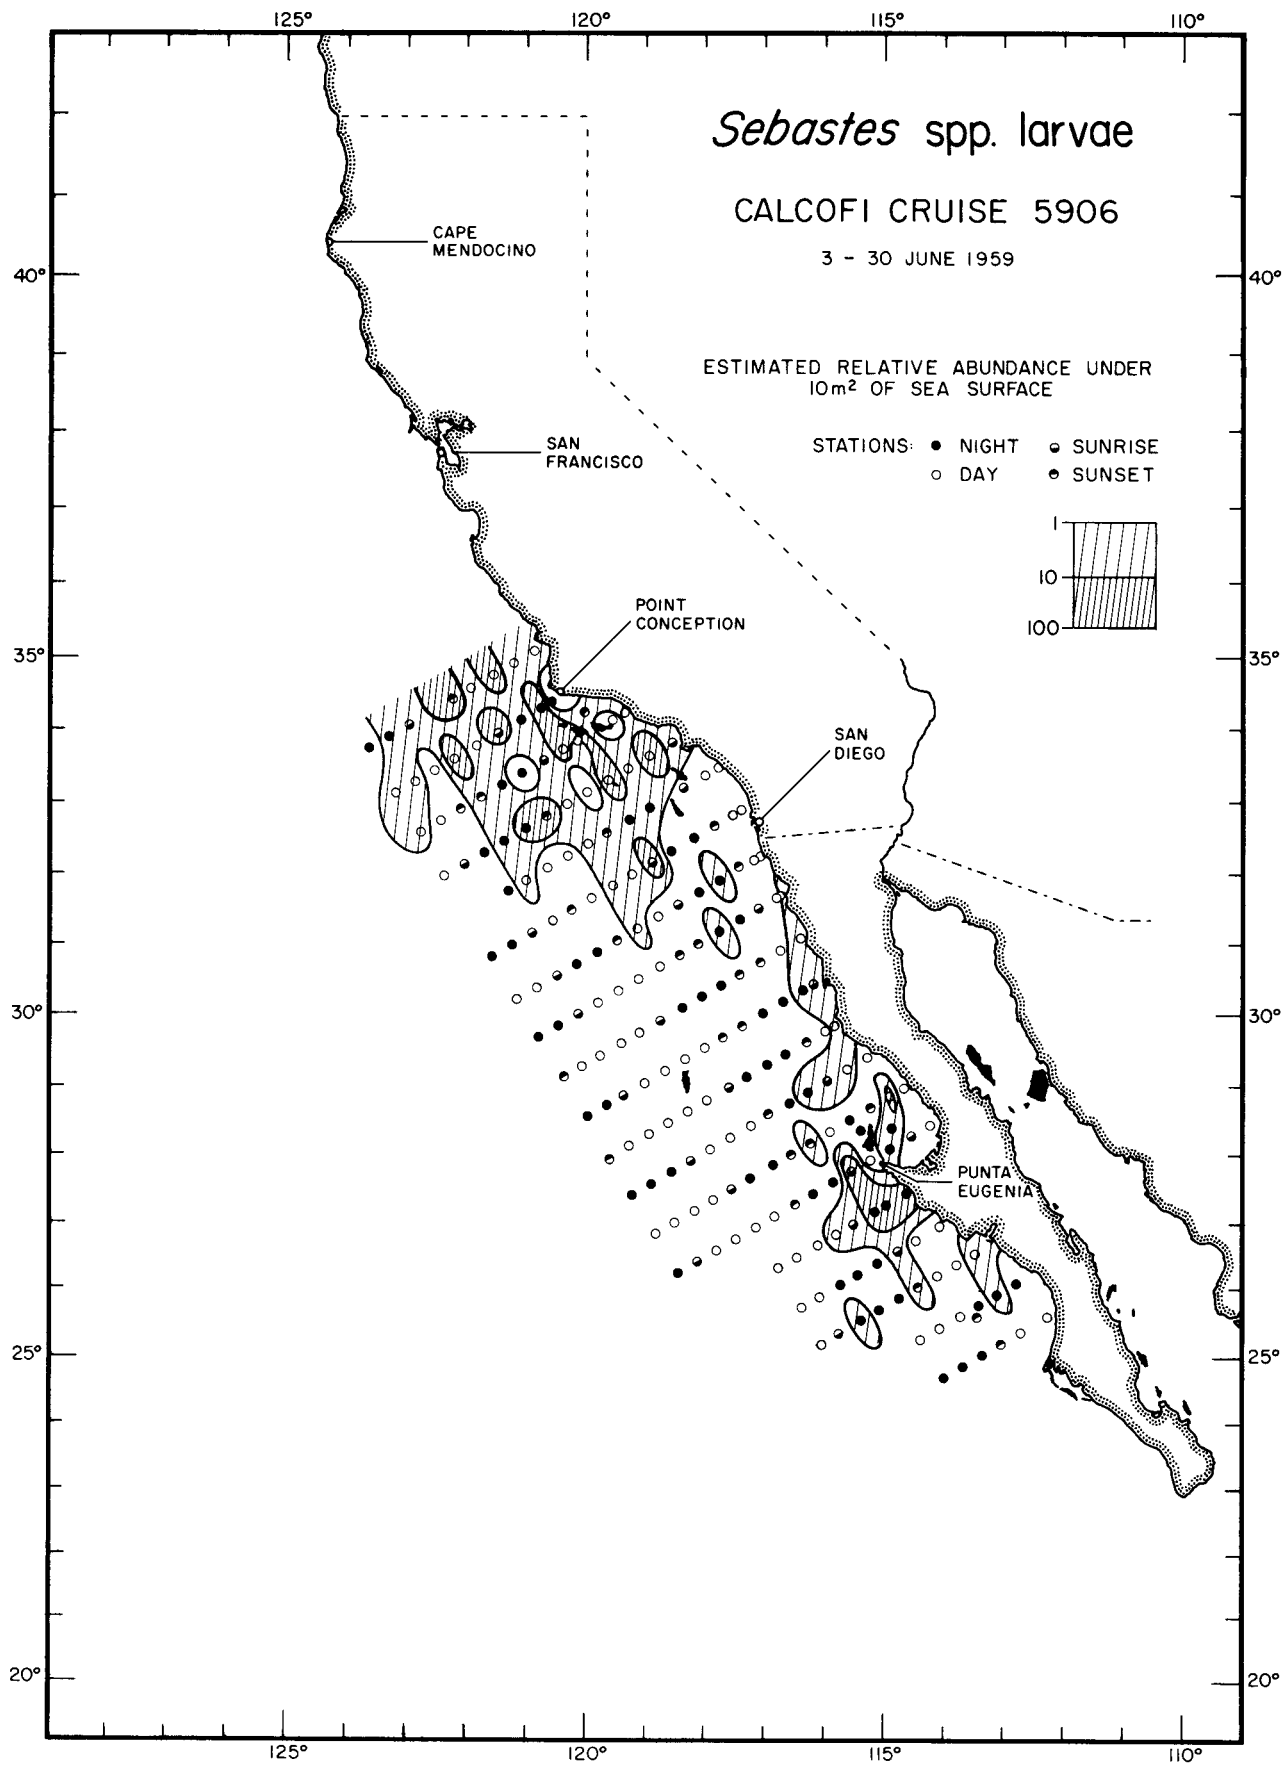 125° 120° 115° 110°
Sebastes spp. larvae
CALCOFI CRUISE 5906
3 - 30 JUNE 1959
CAPE
MENDOCINO
40° 40°
ESTIMATED RELATIVE ABUNDANCE UNDER
10m² OF SEA SURFACE
STATIONS: ● NIGHT ◒ SUNRISE
○ DAY ◓ SUNSET
SAN
FRANCISCO
1
10
100
POINT
CONCEPTION
35° 35°
SAN
DIEGO
30° 30°
PUNTA
EUGENIA
25° 25°
20° 20°
125° 120° 115° 110°